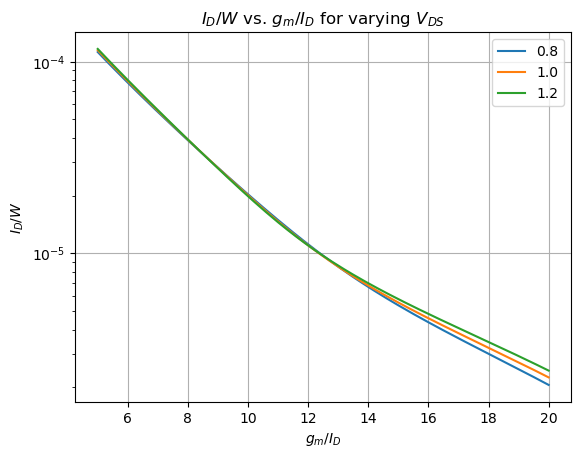 I_D/W vs. g_m/I_D for varying V_DS
0.8
1.0
1.2
10⁻⁴
10⁻⁵
I_D/W
6 8 10 12 14 16 18 20
g_m/I_D